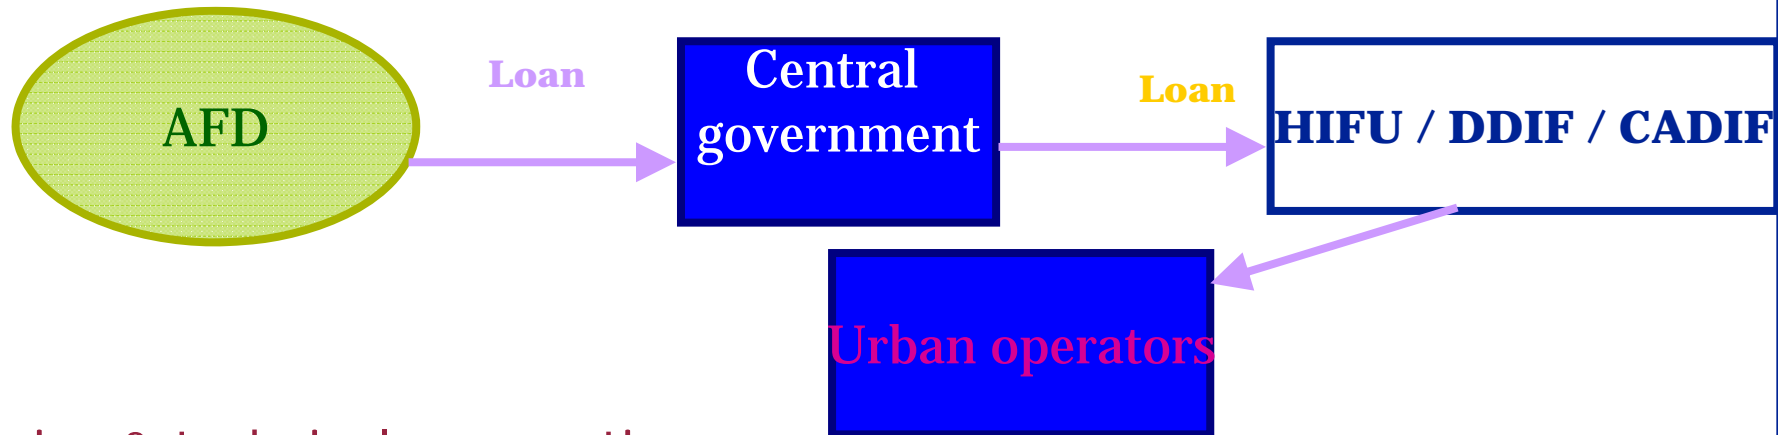 AFD
Loan
Central
government
Loan
HIFU / DDIF / CADIF
Urban operators